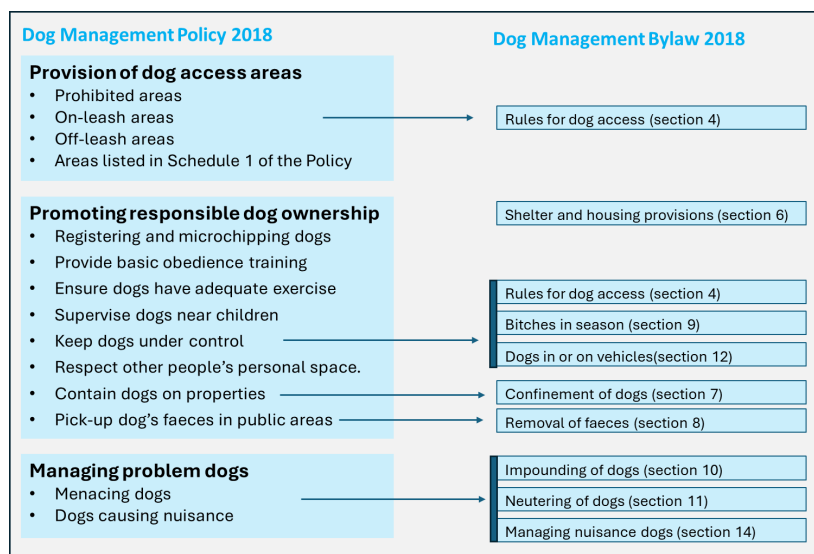 Dog Management Policy 2018
Dog Management Bylaw 2018
Provision of dog access areas
• Prohibited areas
• On-leash areas
• Off-leash areas
• Areas listed in Schedule 1 of the Policy
Rules for dog access (section 4)
Promoting responsible dog ownership
• Registering and microchipping dogs
• Provide basic obedience training
• Ensure dogs have adequate exercise
• Supervise dogs near children
• Keep dogs under control
• Respect other people's personal space.
• Contain dogs on properties
• Pick-up dog's faeces in public areas
Shelter and housing provisions (section 6)
Rules for dog access (section 4)
Bitches in season (section 9)
Dogs in or on vehicles(section 12)
Confinement of dogs (section 7)
Removal of faeces (section 8)
Managing problem dogs
• Menacing dogs
• Dogs causing nuisance
Impounding of dogs (section 10)
Neutering of dogs (section 11)
Managing nuisance dogs (section 14)